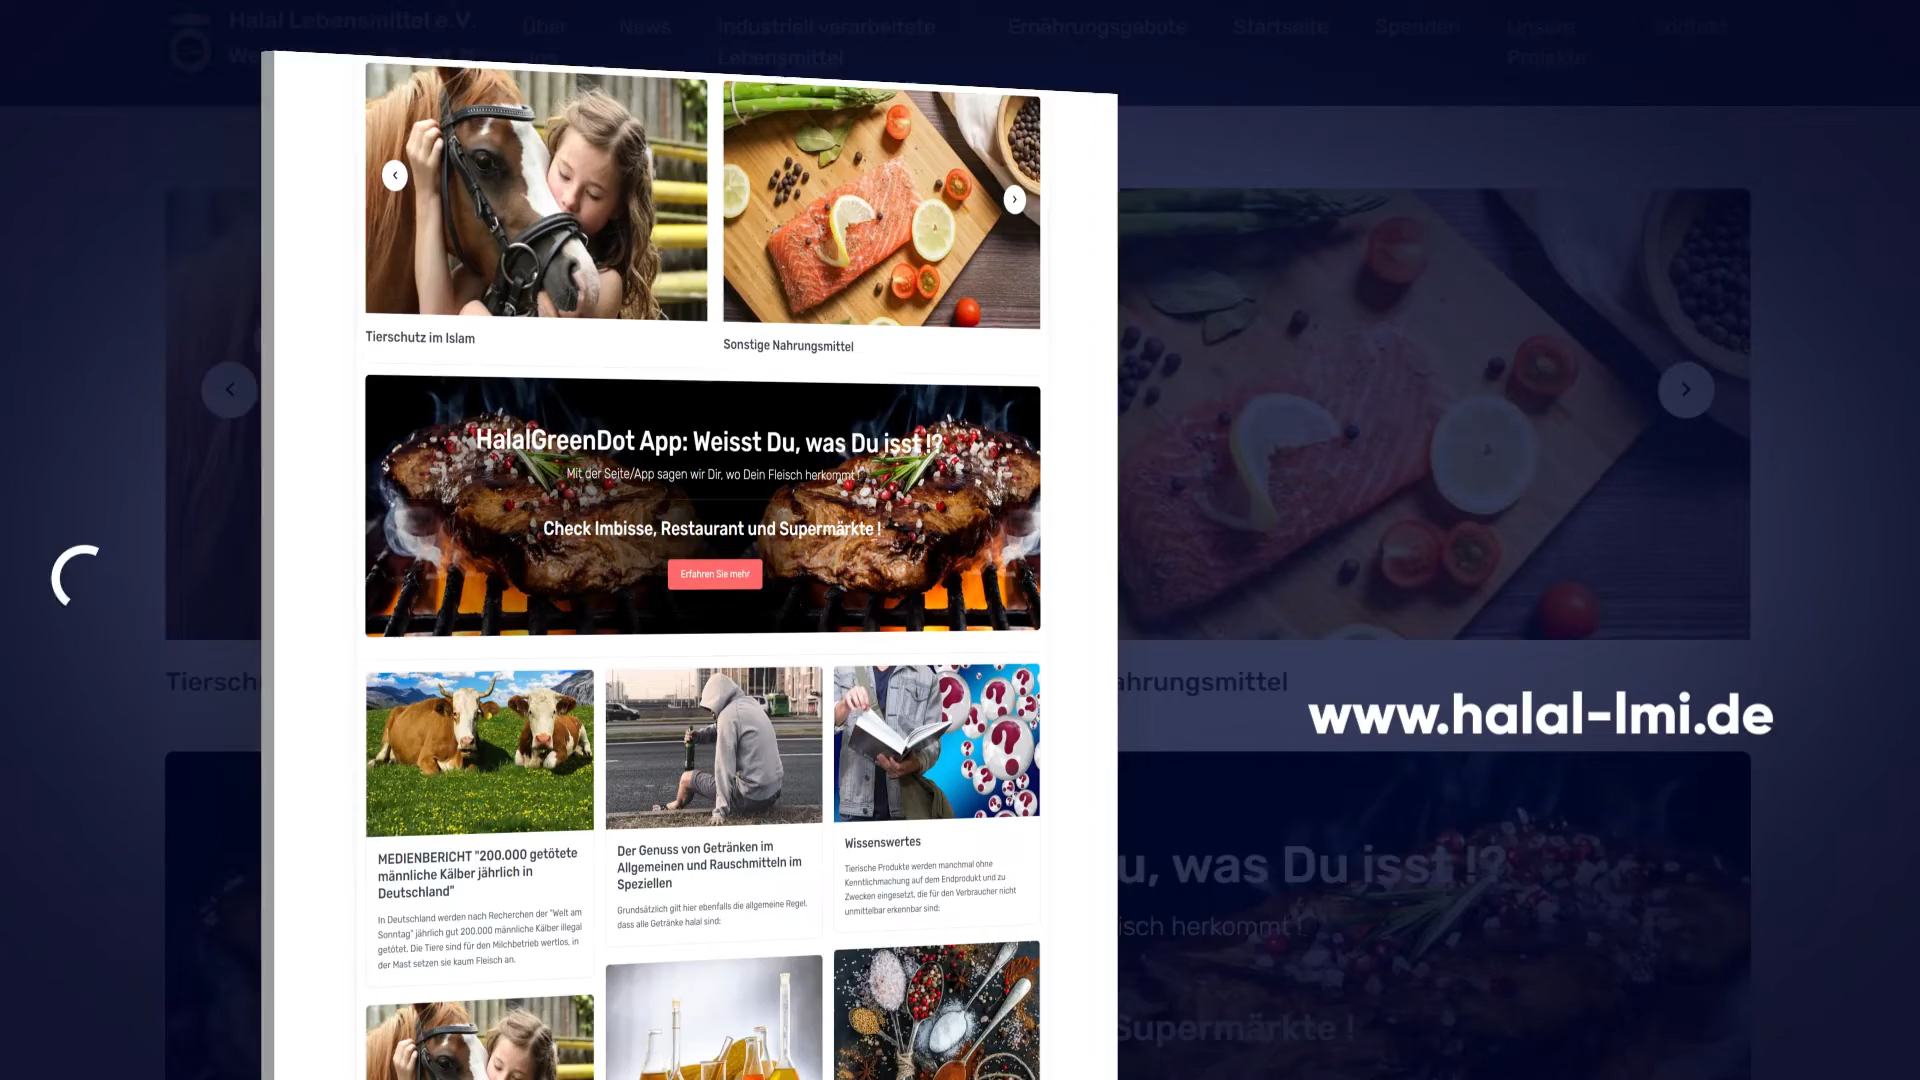 Halal Lebensmittel e.V.
Über
News
Industriell verarbeitete
Lebensmittel
Ernährungsgebote
Startseite
Spenden
Unsere
Projekte
Kontakt
Tierschutz im Islam
Sonstige Nahrungsmittel
HalalGreenDot App: Weisst Du, was Du isst !?
Mit der Seite/App sagen wir Dir, wo Dein Fleisch herkommt !
Check Imbisse, Restaurant und Supermärkte !
Erfahren Sie mehr
MEDIENBERICHT "200.000 getötete
männliche Kälber jährlich in
Deutschland"
In Deutschland werden nach Recherchen der "Welt am
Sonntag" jährlich gut 200.000 männliche Kälber illegal
getötet. Die Tiere sind für den Milchbetrieb wertlos, in
der Mast setzen sie kaum Fleisch an.
Der Genuss von Getränken im
Allgemeinen und Rauschmitteln im
Speziellen
Grundsätzlich gilt hier ebenfalls die allgemeine Regel,
dass alle Getränke halal sind:
Wissenswertes
Tierische Produkte werden manchmal ohne
Kenntlichmachung auf dem Endprodukt und zu
Zwecken eingesetzt, die für den Verbraucher nicht
unmittelbar erkennbar sind:
Tiersch
ahrungsmittel
www.halal-lmi.de
u, was Du isst !?
isch herkommt !
Supermärkte !